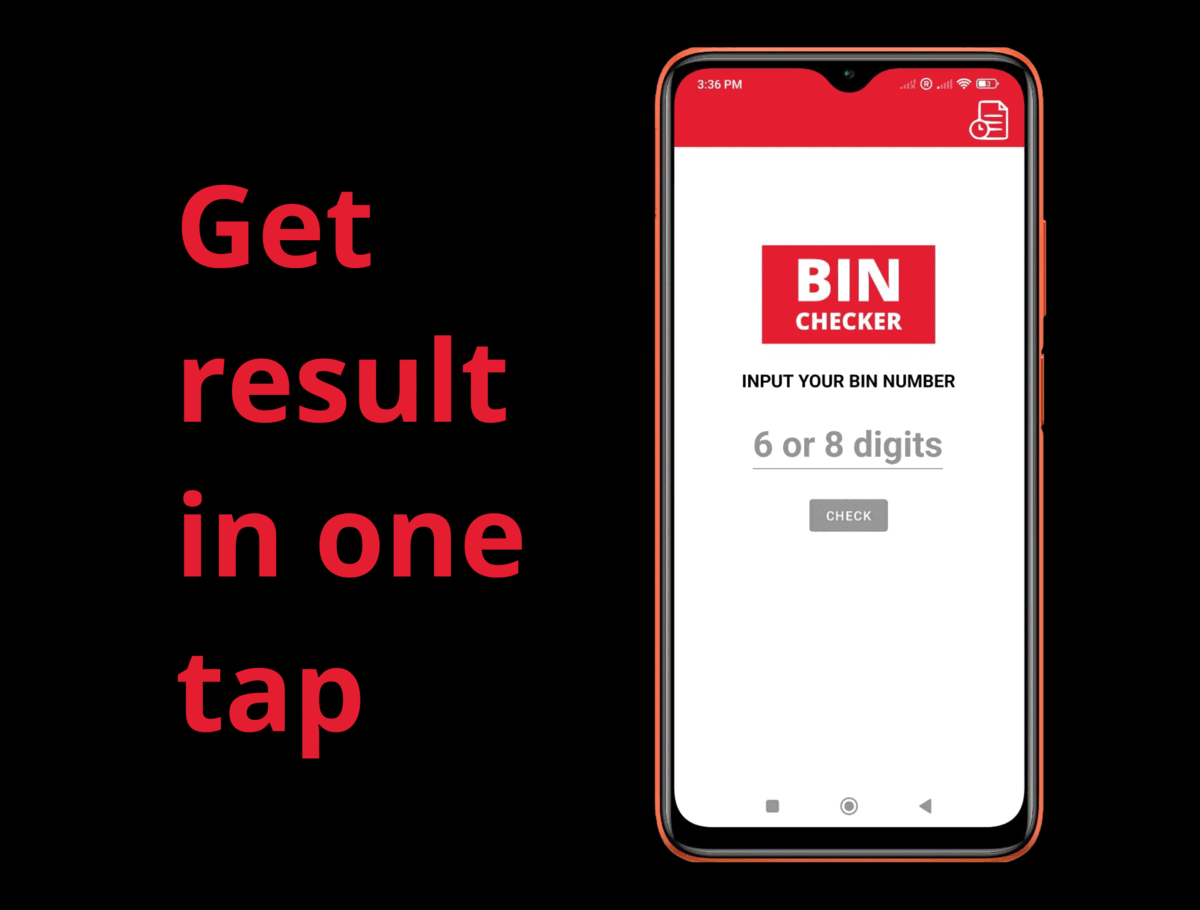 Get
result
in one
tap
3:36 PM
BIN
CHECKER
INPUT YOUR BIN NUMBER
6 or 8 digits
CHECK